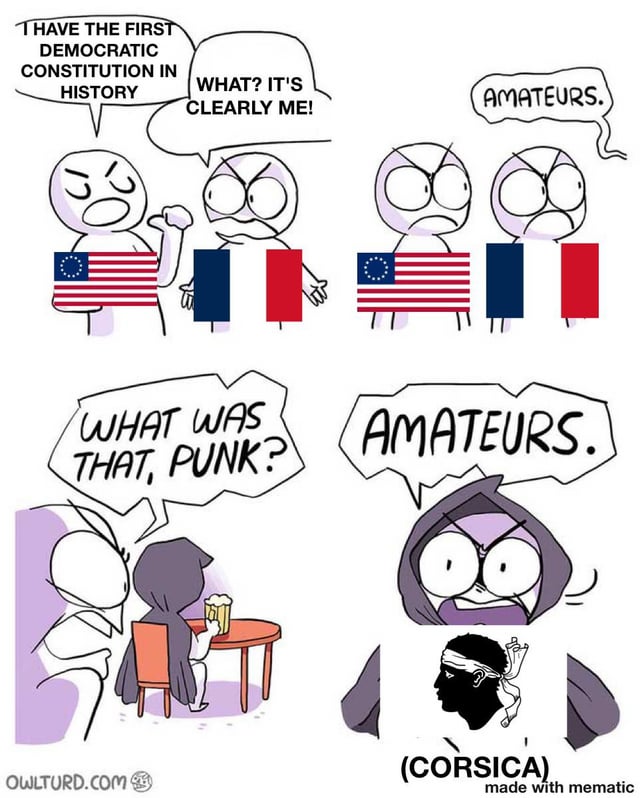 I HAVE THE FIRST
DEMOCRATIC
CONSTITUTION IN
HISTORY
WHAT? IT'S
CLEARLY ME!
AMATEURS.
WHAT WAS
THAT, PUNK?
AMATEURS.
(CORSICA)
OWLTURD.COM
made with mematic